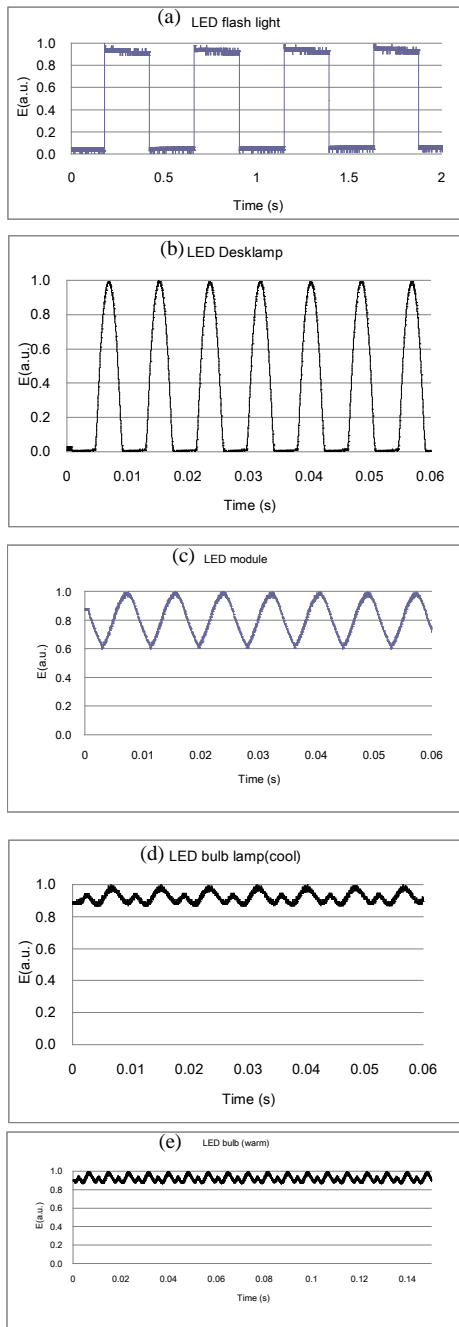 (a) LED flash light
E(a.u.)
1.0
0.8
0.6
0.4
0.2
0.0
0 0.5 1 1.5 2
Time (s)
(b) LED Desklamp
E(a.u.)
1.0
0.8
0.6
0.4
0.2
0.0
0 0.01 0.02 0.03 0.04 0.05 0.06
Time (s)
(c) LED module
E(a.u.)
1.0
0.8
0.6
0.4
0.2
0.0
0 0.01 0.02 0.03 0.04 0.05 0.06
Time (s)
(d) LED bulb lamp(cool)
E(a.u.)
1.0
0.8
0.6
0.4
0.2
0.0
0 0.01 0.02 0.03 0.04 0.05 0.06
Time (s)
(e) LED bulb (warm)
E(a.u.)
1.0
0.8
0.6
0.4
0.2
0.0
0 0.02 0.04 0.06 0.08 0.1 0.12 0.14
Time (s)